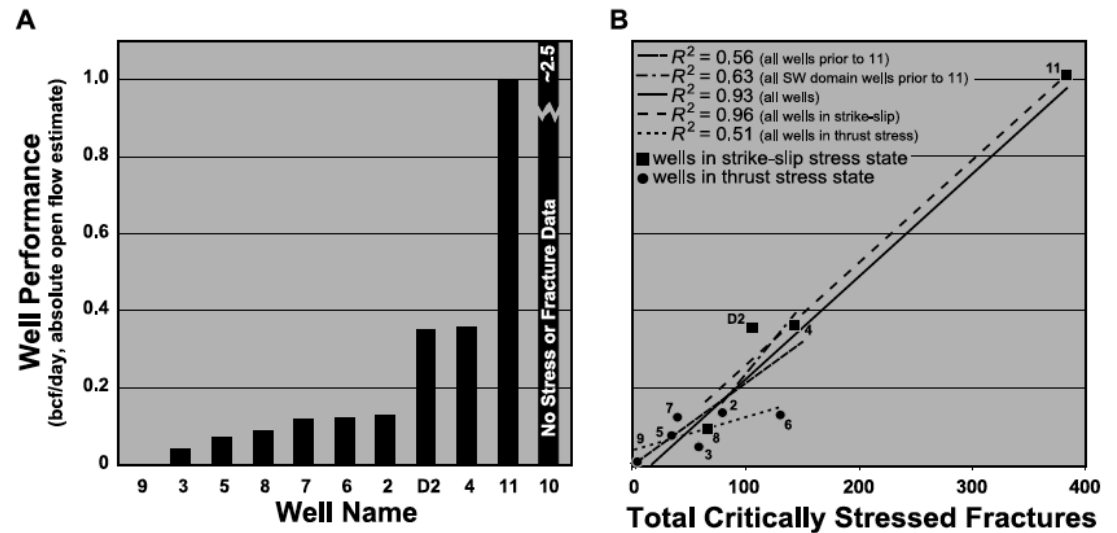 A
Well Performance
(bcf/day, absolute open flow estimate)
1.0
0.8
0.6
0.4
0.2
0
~2.5
No Stress or Fracture Data
9 3 5 8 7 6 2 D2 4 11 10
Well Name
B
R² = 0.56 (all wells prior to 11)
R² = 0.63 (all SW domain wells prior to 11)
R² = 0.93 (all wells)
R² = 0.96 (all wells in strike-slip)
R² = 0.51 (all wells in thrust stress)
wells in strike-slip stress state
wells in thrust stress state
11
D2
4
7
2
6
5
8
9
3
0 100 200 300 400
Total Critically Stressed Fractures